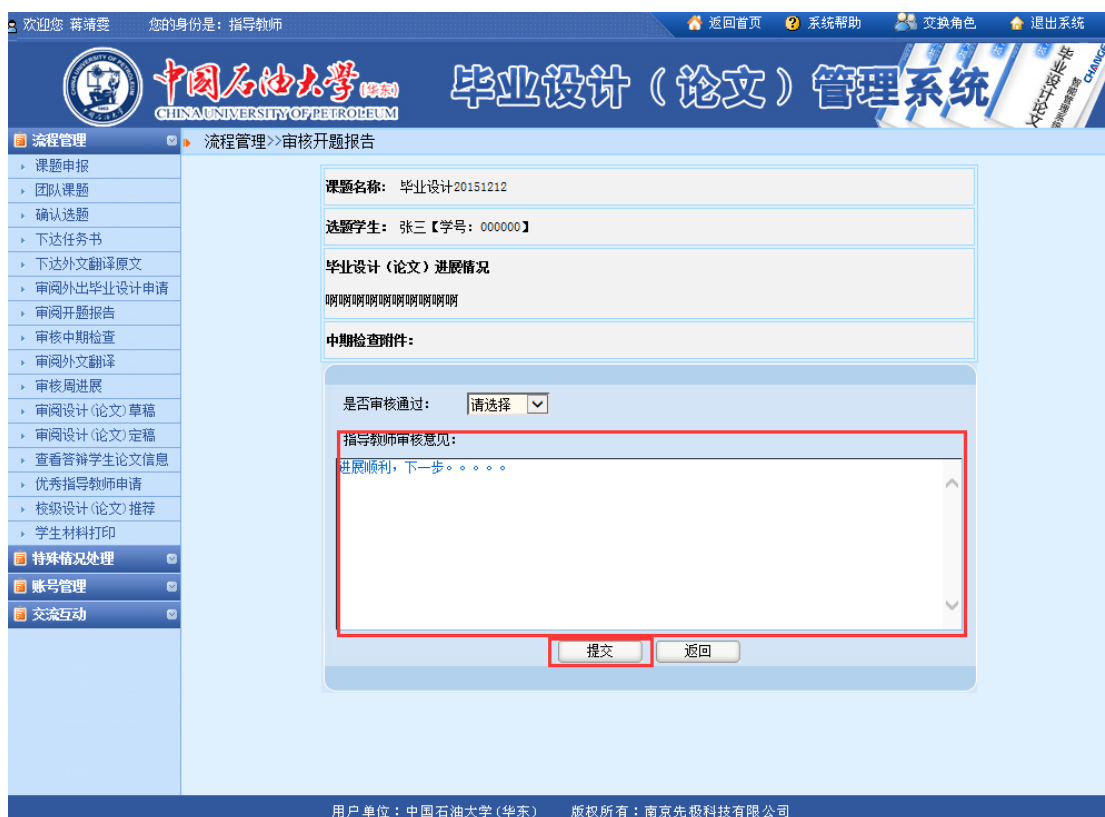 欢迎您 蒋靖雯 您的身份是：指导教师 返回首页 系统帮助 交换角色 退出系统
中国石油大学(华东)
CHINA UNIVERSITY OF PETROLEUM
毕业设计（论文）管理系统
毕业设计论文
智能管理系统
流程管理
流程管理>>审核开题报告
课题申报
团队课题
确认选题
下达任务书
下达外文翻译原文
审阅外出毕业设计申请
审阅开题报告
审核中期检查
审阅外文翻译
审核周进展
审阅设计(论文)草稿
审阅设计(论文)定稿
查看答辩学生论文信息
优秀指导教师申请
校级设计(论文)推荐
学生材料打印
特殊情况处理
账号管理
交流互动
课题名称： 毕业设计20151212
选题学生： 张三【学号：000000】
毕业设计（论文）进展情况
啊啊啊啊啊啊啊啊啊啊
中期检查附件：
是否审核通过： 请选择
指导教师审核意见：
进展顺利，下一步。。。。。
提交 返回
用户单位：中国石油大学(华东) 版权所有：南京先极科技有限公司